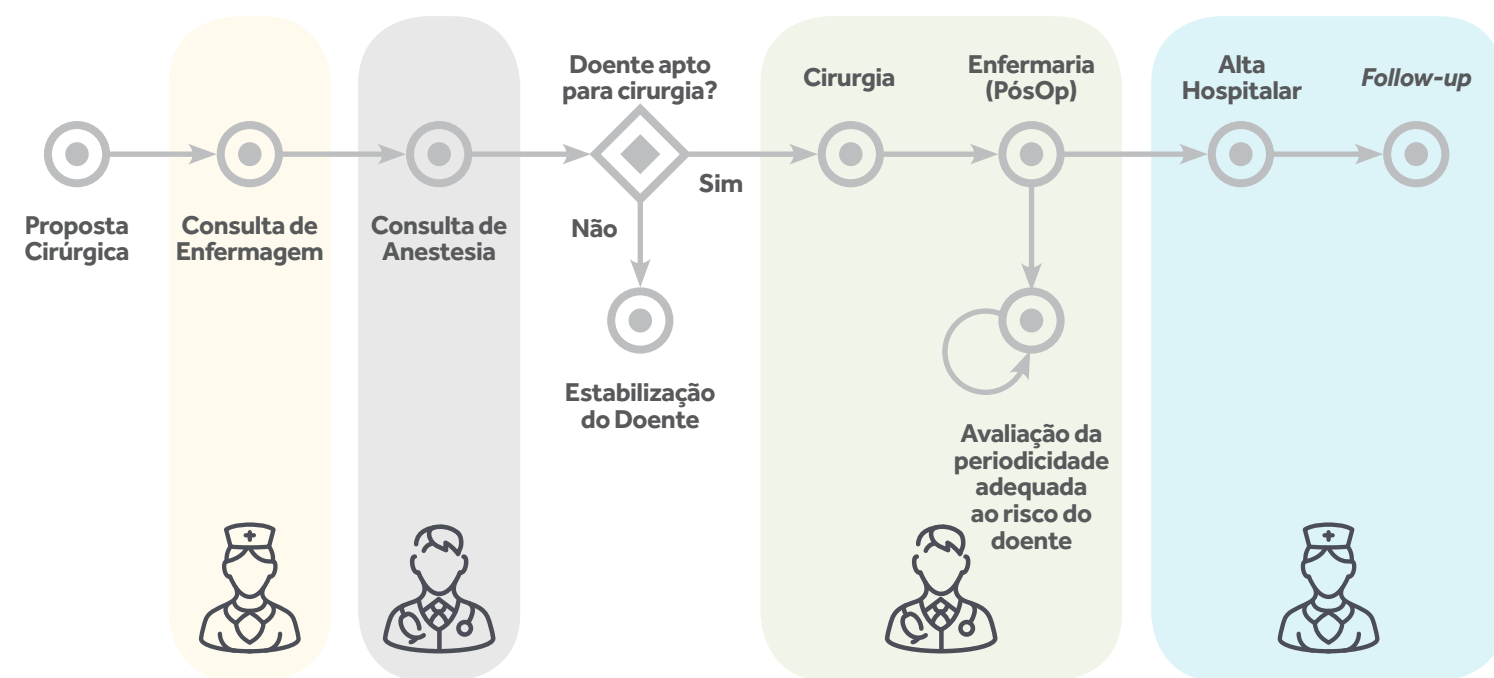 Proposta
Cirúrgica
Consulta de
Enfermagem
Consulta de
Anestesia
Doente apto
para cirurgia?
Sim
Não
Estabilização
do Doente
Cirurgia
Enfermaria
(PósOp)
Avaliação da
periodicidade
adequada
ao risco do
doente
Alta
Hospitalar
Follow-up